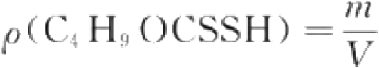 ρ(C₄H₉OCSSH) = m/V